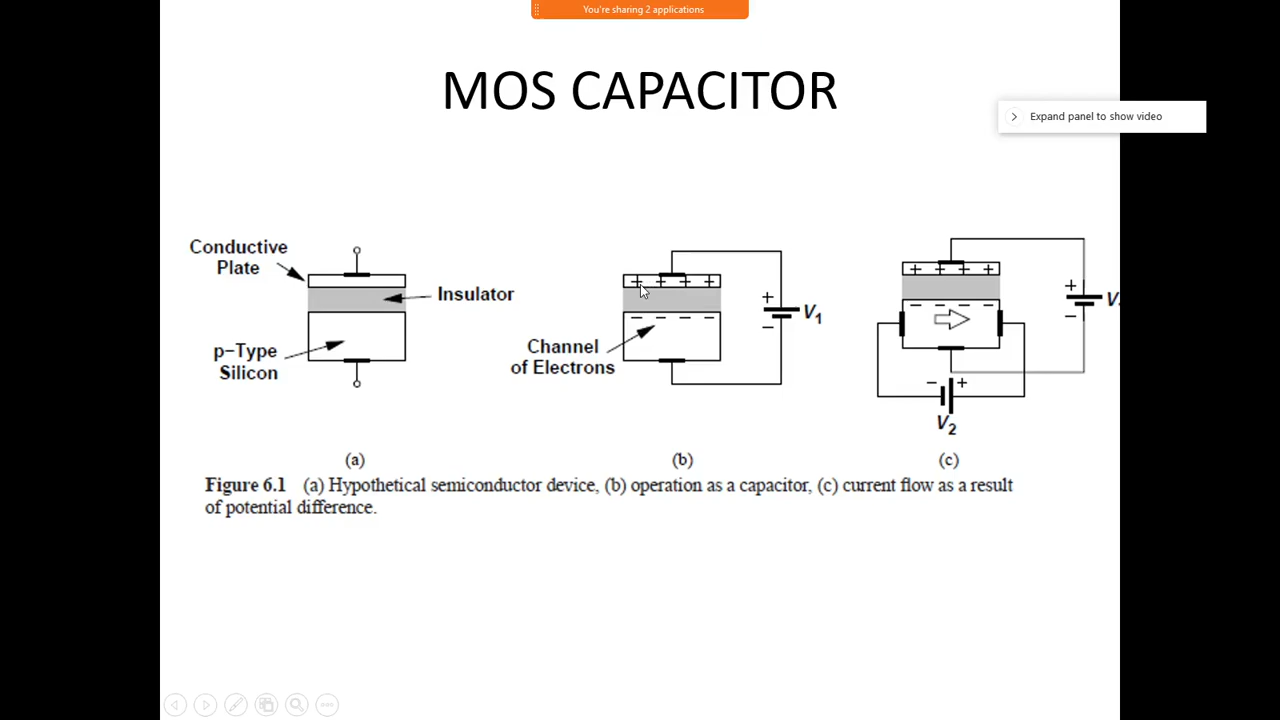 You're sharing 2 applications
MOS CAPACITOR
Expand panel to show video
Conductive
Plate
Insulator
p−Type
Silicon
+ + + +
− − − −
Channel
of Electrons
+
−
V1
+ + + +
− − − −
+
−
V
− +
V2
(a) (b) (c)
Figure 6.1 (a) Hypothetical semiconductor device, (b) operation as a capacitor, (c) current flow as a result
of potential difference.